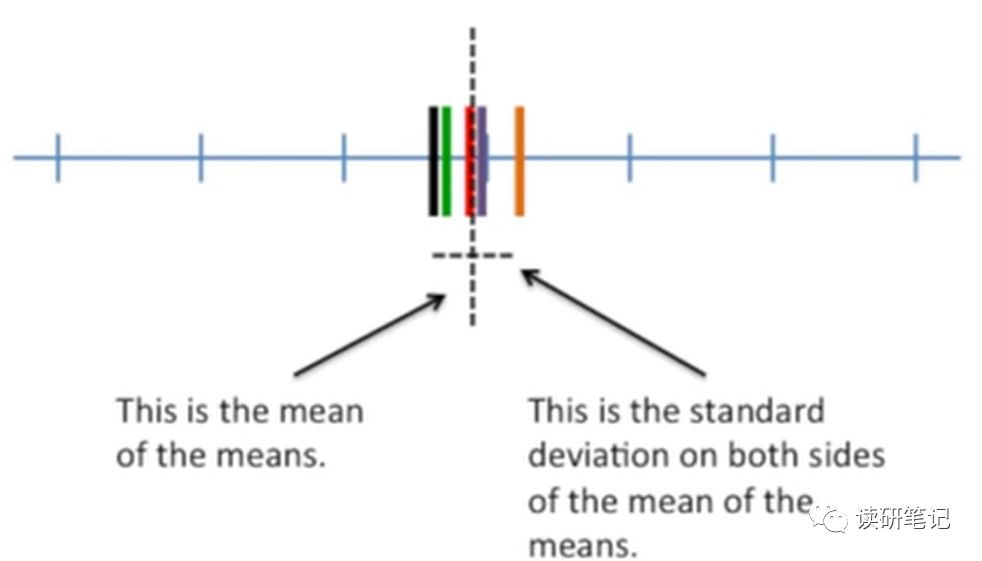 This is the mean
of the means.
This is the standard
deviation on both sides
of the mean of the
means.
读研笔记